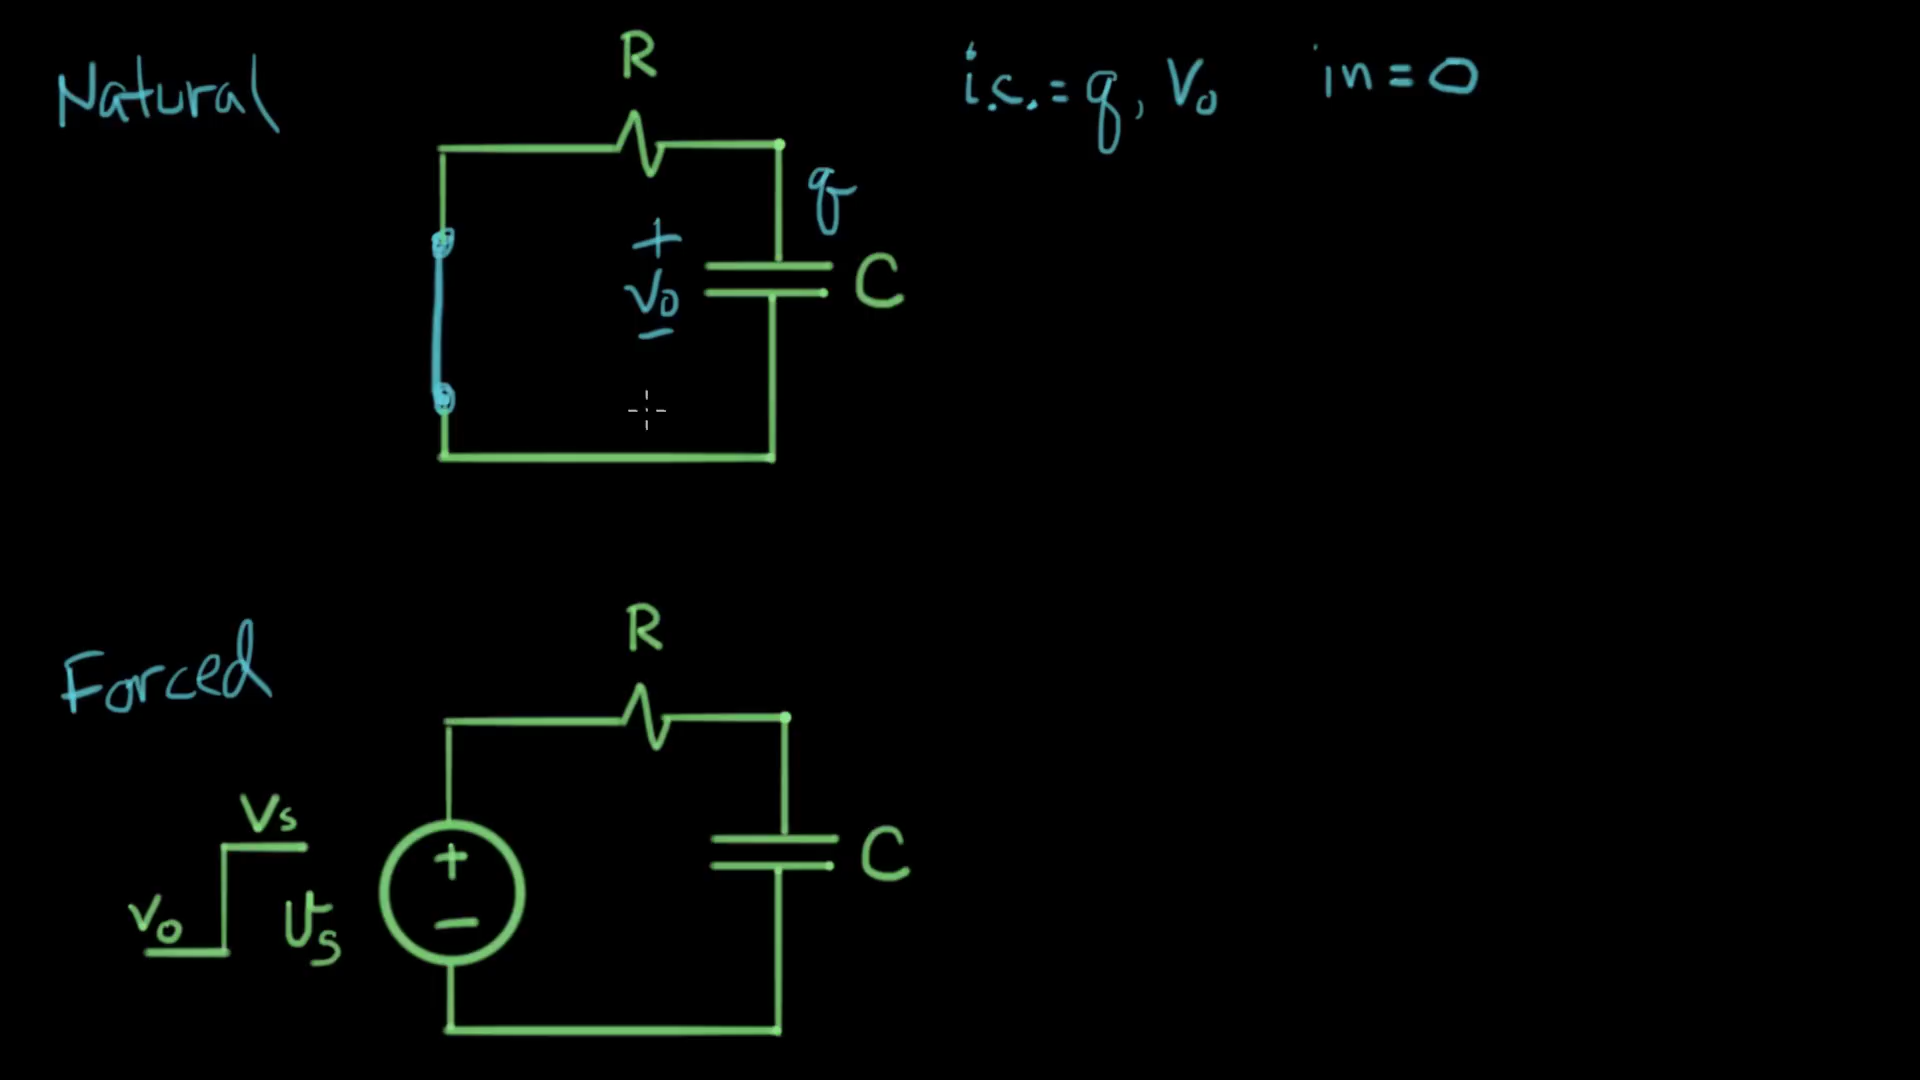 Natural
R
i.c. = q, V₀ in = 0
q
+
v₀
−
C
Forced
R
Vs
V₀
vs
+
−
C